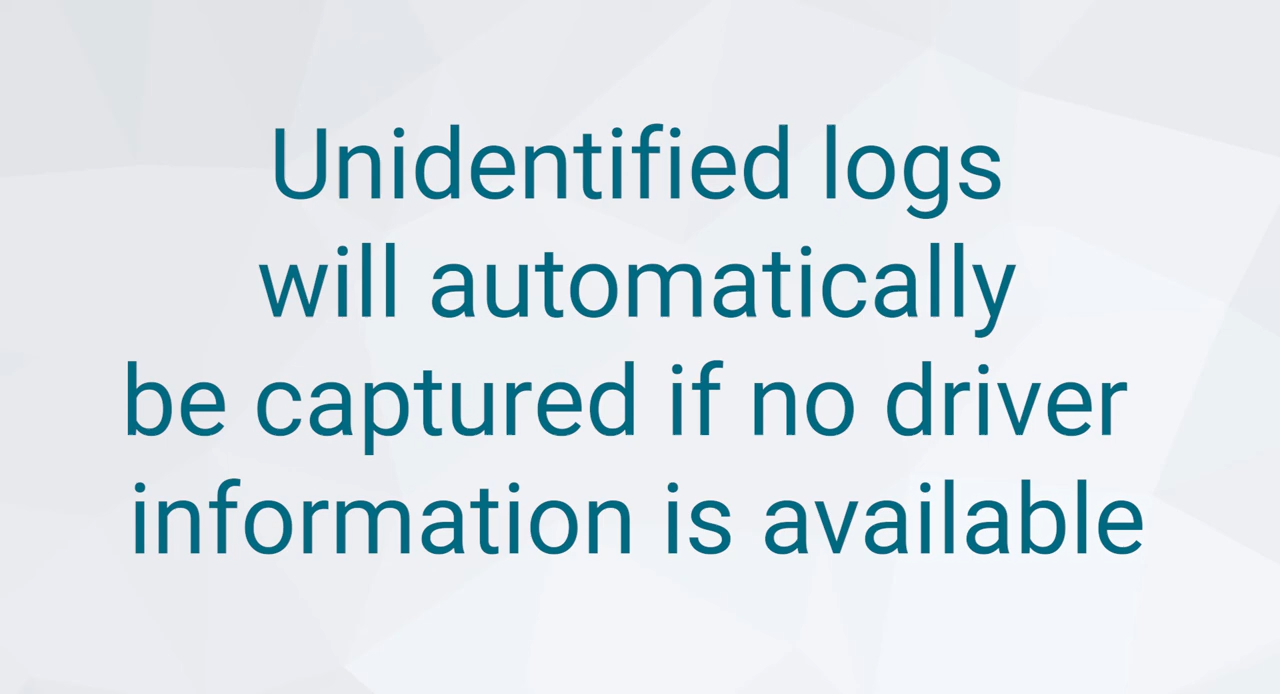 Unidentified logs
will automatically
be captured if no driver
information is available